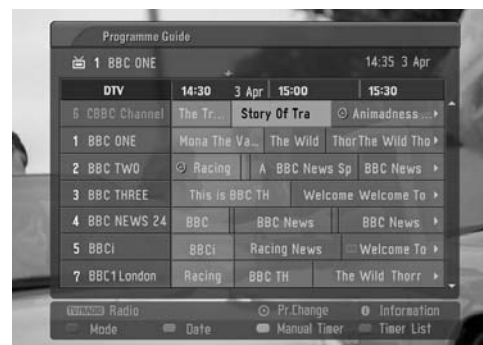 Programme Guide
1 BBC ONE 14:35 3 Apr
DTV 14:30 3 Apr 15:00 15:30
6 CBBC Channel The Tr... Story Of Tra Animadness ...
1 BBC ONE Mona The Va... The Wild Thor The Wild Tho
2 BBC TWO Racing A BBC News Sp BBC News
3 BBC THREE This is BBC TH Welcome Welcome To
4 BBC NEWS 24 BBC BBC News BBC News
5 BBCi BBCi Racing News Welcome To
7 BBC1London Racing BBC TH The Wild Thorr
TV/RADIO Radio Pr.Change Information
Mode Date Manual Timer Timer List